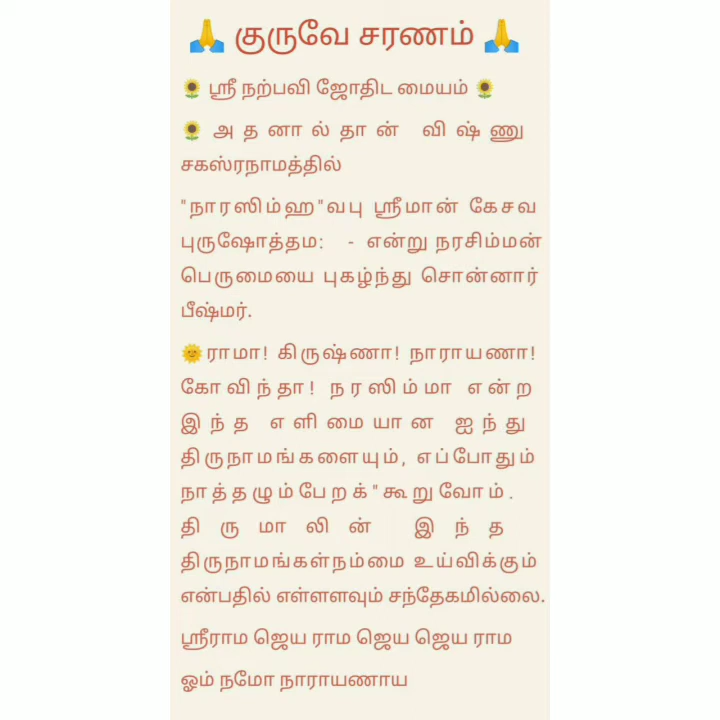 🙏 குருவே சரணம் 🙏
🌻 ஸ்ரீ நற்பவி ஜோதிட மையம் 🌻
🌻 அதனால்தான் விஷ்ணு
சகஸ்ரநாமத்தில்
"நாரஸிம்ஹ"வபு ஸ்ரீமான் கேசவ
புருஷோத்தம: - என்று நரசிம்மன்
பெருமையை புகழ்ந்து சொன்னார்
பீஷ்மர்.
🌞ராமா! கிருஷ்ணா! நாராயணா!
கோவிந்தா! நரஸிம்மா என்ற
இந்த எளிமையான ஐந்து
திருநாமங்களையும், எப்போதும்
நாத்தழும்பேறக்"கூறுவோம்.
திருமாலின் இந்த
திருநாமங்கள்நம்மை உய்விக்கும்
என்பதில் எள்ளளவும் சந்தேகமில்லை.
ஸ்ரீராம ஜெய ராம ஜெய ஜெய ராம
ஓம் நமோ நாராயணாய